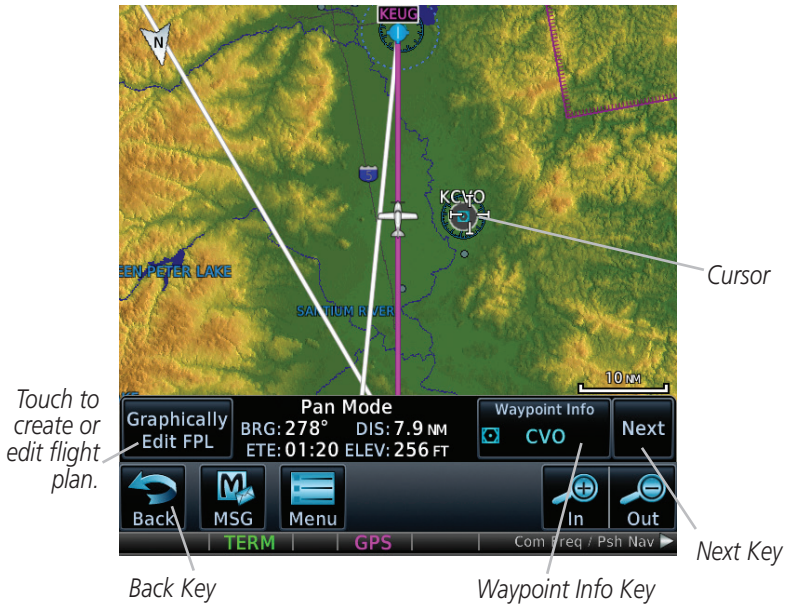 KEUG
N
5
KCVO
EEN PETER LAKE
SANTIUM RIVER
Cursor
10 NM
Touch to
create or
edit flight
plan.
Graphically
Edit FPL
Pan Mode
BRG: 278° DIS: 7.9 NM
ETE: 01:20 ELEV: 256 FT
Waypoint Info
CVO
Next
Back
MSG
Menu
In
Out
TERM
GPS
Com Freq / Psh Nav
Back Key
Waypoint Info Key
Next Key